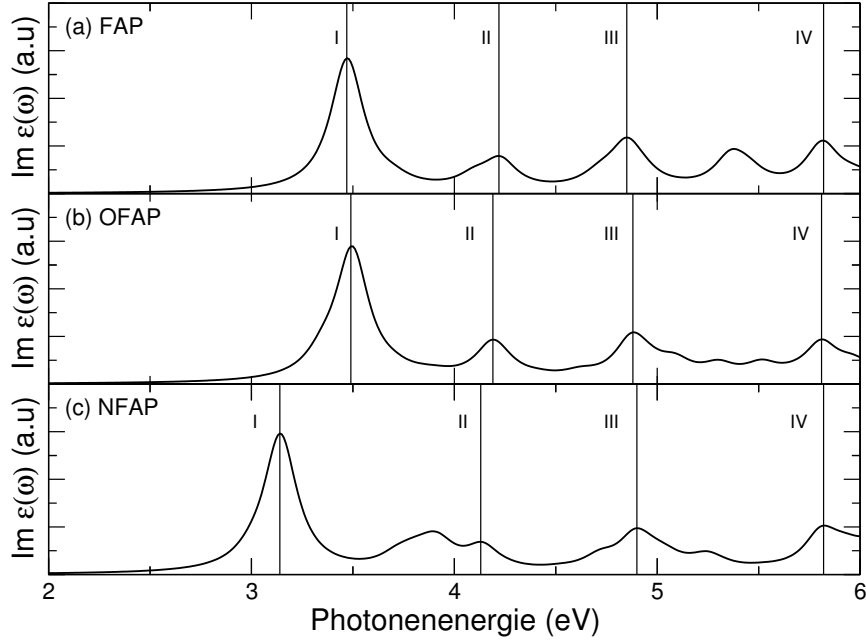 (a) FAP
I
II
III
IV
Im ε(ω) (a.u)
(b) OFAP
I
II
III
IV
Im ε(ω) (a.u)
(c) NFAP
I
II
III
IV
Im ε(ω) (a.u)
2
3
4
5
6
Photonenenergie (eV)